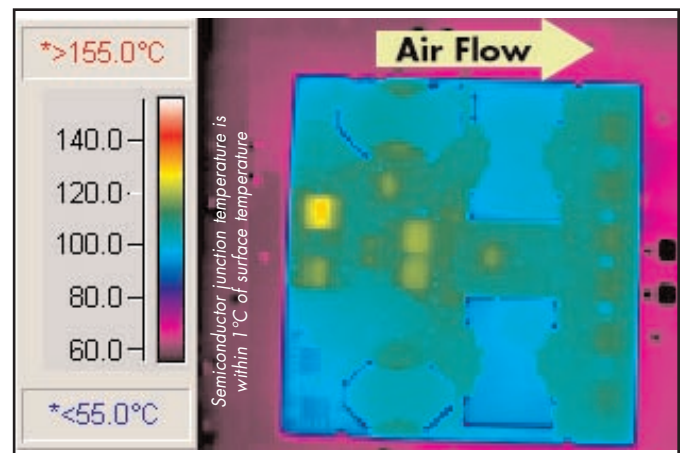 *>155.0°C
140.0
120.0
100.0
80.0
60.0
*<55.0°C
Semiconductor junction temperature is
within 1°C of surface temperature
Air Flow